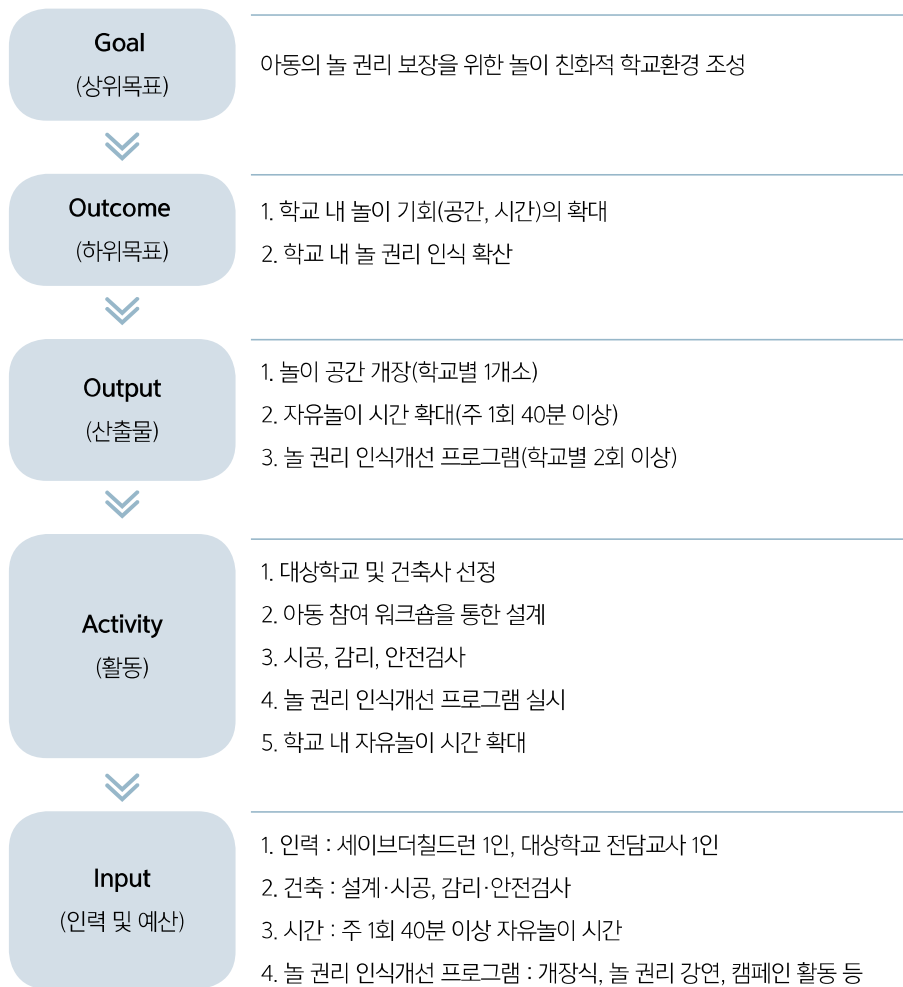 Goal
(상위목표)
아동의 놀 권리 보장을 위한 놀이 친화적 학교환경 조성
Outcome
(하위목표)
1. 학교 내 놀이 기회(공간, 시간)의 확대
2. 학교 내 놀 권리 인식 확산
Output
(산출물)
1. 놀이 공간 개장(학교별 1개소)
2. 자유놀이 시간 확대(주 1회 40분 이상)
3. 놀 권리 인식개선 프로그램(학교별 2회 이상)
Activity
(활동)
1. 대상학교 및 건축사 선정
2. 아동 참여 워크숍을 통한 설계
3. 시공, 감리, 안전검사
4. 놀 권리 인식개선 프로그램 실시
5. 학교 내 자유놀이 시간 확대
Input
(인력 및 예산)
1. 인력 : 세이브더칠드런 1인, 대상학교 전담교사 1인
2. 건축 : 설계·시공, 감리·안전검사
3. 시간 : 주 1회 40분 이상 자유놀이 시간
4. 놀 권리 인식개선 프로그램 : 개장식, 놀 권리 강연, 캠페인 활동 등